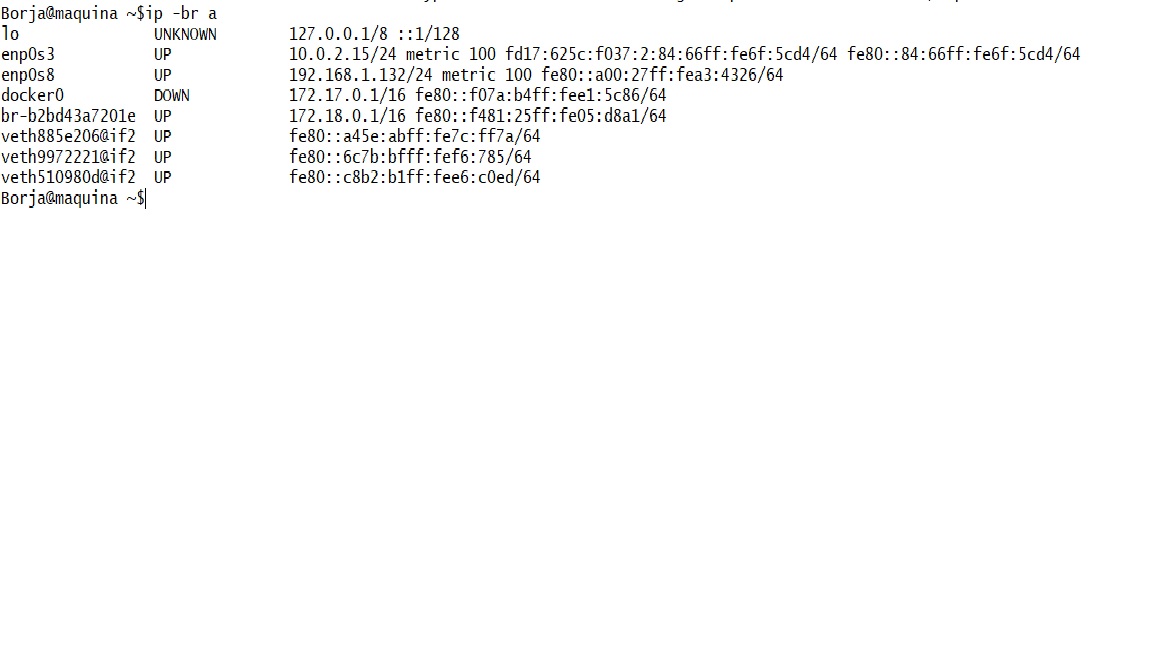 Borja@maquina ~$ip -br a
lo               UNKNOWN        127.0.0.1/8 ::1/128
enp0s3           UP             10.0.2.15/24 metric 100 fd17:625c:f037:2:84:66ff:fe6f:5cd4/64 fe80::84:66ff:fe6f:5cd4/64
enp0s8           UP             192.168.1.132/24 metric 100 fe80::a00:27ff:fea3:4326/64
docker0          DOWN           172.17.0.1/16 fe80::f07a:b4ff:fee1:5c86/64
br-b2bd43a7201e  UP             172.18.0.1/16 fe80::f481:25ff:fe05:d8a1/64
veth885e206@if2  UP             fe80::a45e:abff:fe7c:ff7a/64
veth9972221@if2  UP             fe80::6c7b:bfff:fef6:785/64
veth510980d@if2  UP             fe80::c8b2:b1ff:fee6:c0ed/64
Borja@maquina ~$